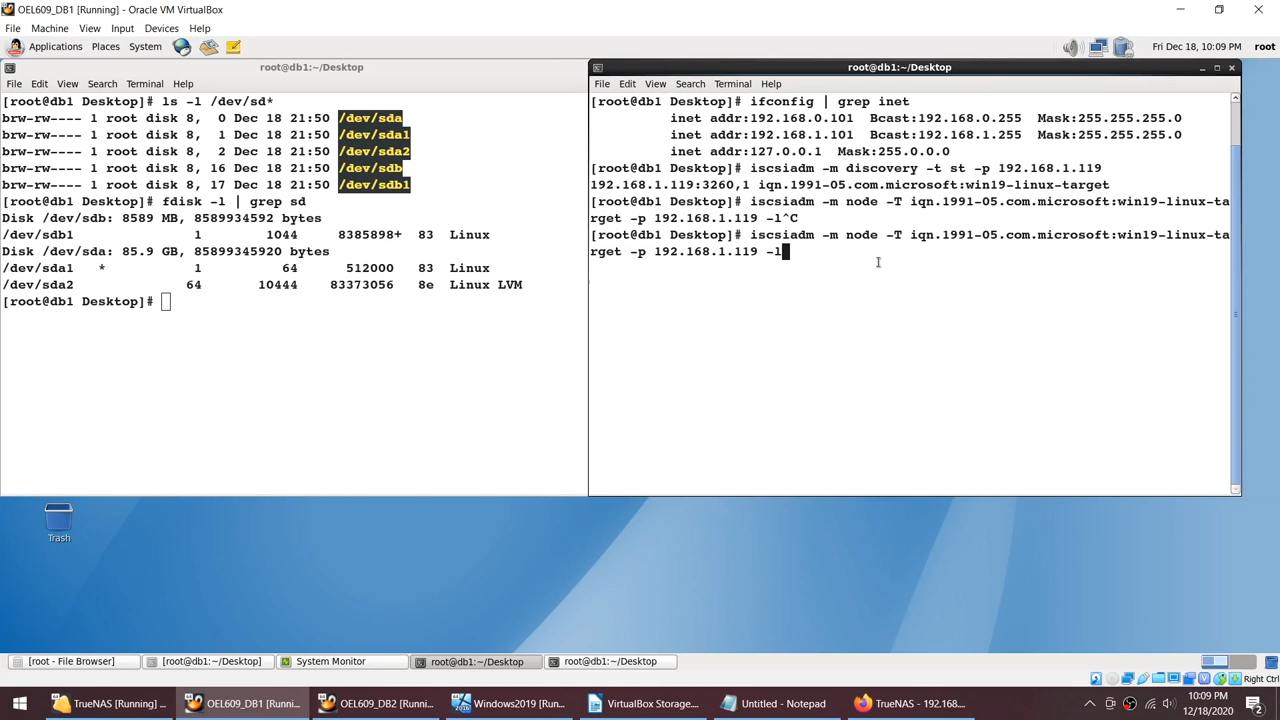 OEL609_DB1 [Running] - Oracle VM VirtualBox
File Machine View Input Devices Help
Applications Places System
Fri Dec 18, 10:09 PM root
root@db1:~/Desktop
File Edit View Search Terminal Help
[root@db1 Desktop]# ls -l /dev/sd*
brw-rw---- 1 root disk 8,  0 Dec 18 21:50 /dev/sda
brw-rw---- 1 root disk 8,  1 Dec 18 21:50 /dev/sda1
brw-rw---- 1 root disk 8,  2 Dec 18 21:50 /dev/sda2
brw-rw---- 1 root disk 8, 16 Dec 18 21:50 /dev/sdb
brw-rw---- 1 root disk 8, 17 Dec 18 21:50 /dev/sdb1
[root@db1 Desktop]# fdisk -l | grep sd
Disk /dev/sdb: 8589 MB, 8589934592 bytes
/dev/sdb1 1 1044 8385898+ 83 Linux
Disk /dev/sda: 85.9 GB, 85899345920 bytes
/dev/sda1 * 1 64 512000 83 Linux
/dev/sda2 64 10444 83373056 8e Linux LVM
[root@db1 Desktop]#
root@db1:~/Desktop
File Edit View Search Terminal Help
[root@db1 Desktop]# ifconfig | grep inet
inet addr:192.168.0.101 Bcast:192.168.0.255 Mask:255.255.255.0
inet addr:192.168.1.101 Bcast:192.168.1.255 Mask:255.255.255.0
inet addr:127.0.0.1 Mask:255.0.0.0
[root@db1 Desktop]# iscsiadm -m discovery -t st -p 192.168.1.119
192.168.1.119:3260,1 iqn.1991-05.com.microsoft:win19-linux-target
[root@db1 Desktop]# iscsiadm -m node -T iqn.1991-05.com.microsoft:win19-linux-ta
rget -p 192.168.1.119 -l^C
[root@db1 Desktop]# iscsiadm -m node -T iqn.1991-05.com.microsoft:win19-linux-ta
rget -p 192.168.1.119 -l
Trash
[root - File Browser] [root@db1:~/Desktop] System Monitor root@db1:~/Desktop root@db1:~/Desktop
Right Ctrl
TrueNAS [Running] ... OEL609_DB1 [Runni... OEL609_DB2 [Runni... Windows2019 [Runn... VirtualBox Storage.... Untitled - Notepad TrueNAS - 192.168....
10:09 PM
12/18/2020
2